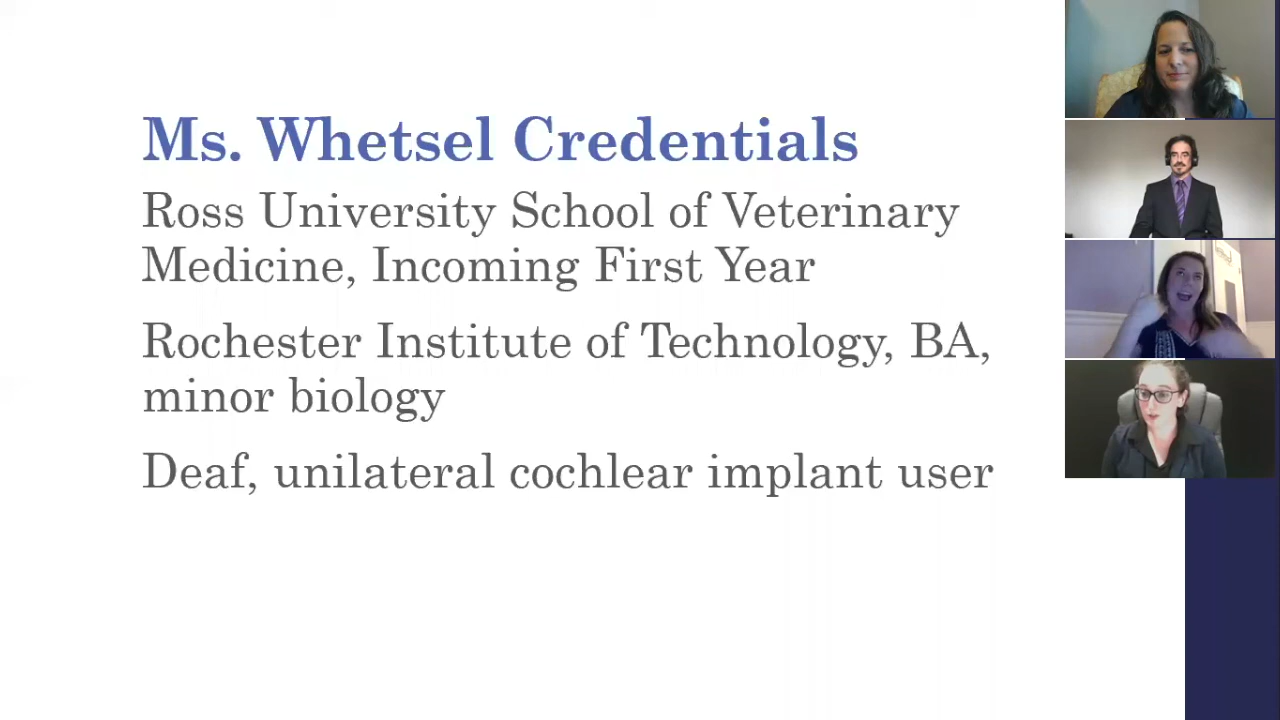 Ms. Whetsel Credentials
Ross University School of Veterinary
Medicine, Incoming First Year
Rochester Institute of Technology, BA,
minor biology
Deaf, unilateral cochlear implant user